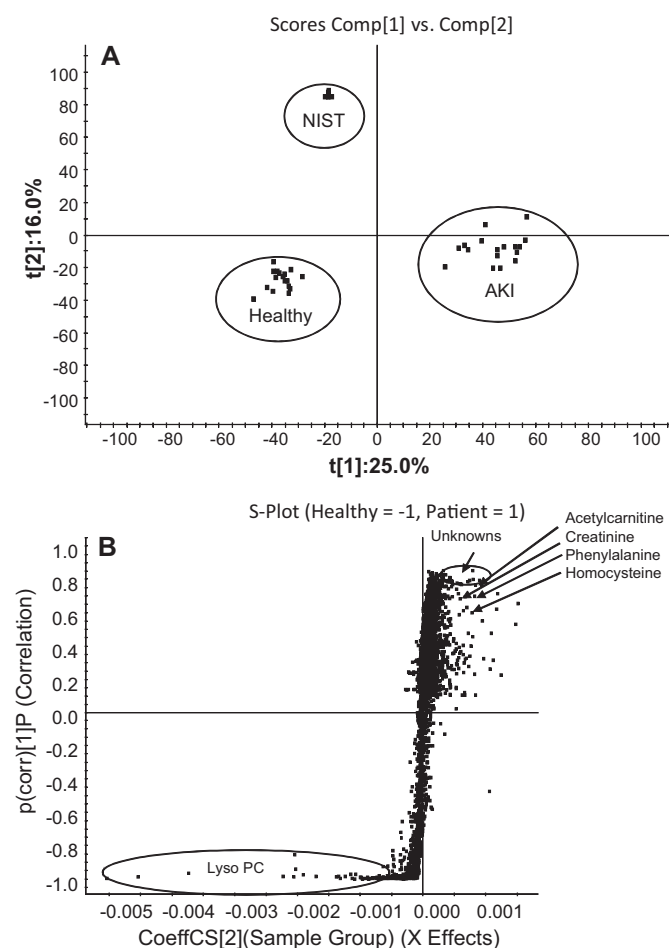 Scores Comp[1] vs. Comp[2]
A
100
80
60
40
20
0
-20
-40
-60
-80
-100
t[2]:16.0%
NIST
Healthy
AKI
-100 -80 -60 -40 -20 0 20 40 60 80 100
t[1]:25.0%
S-Plot (Healthy = -1, Patient = 1)
B
Unknowns
Acetylcarnitine
Creatinine
Phenylalanine
Homocysteine
1.0
0.8
0.6
0.4
0.2
0.0
-0.2
-0.4
-0.6
-0.8
-1.0
p(corr)[1]P (Correlation)
Lyso PC
-0.005 -0.004 -0.003 -0.002 -0.001 0.000 0.001
CoeffCS[2](Sample Group) (X Effects)